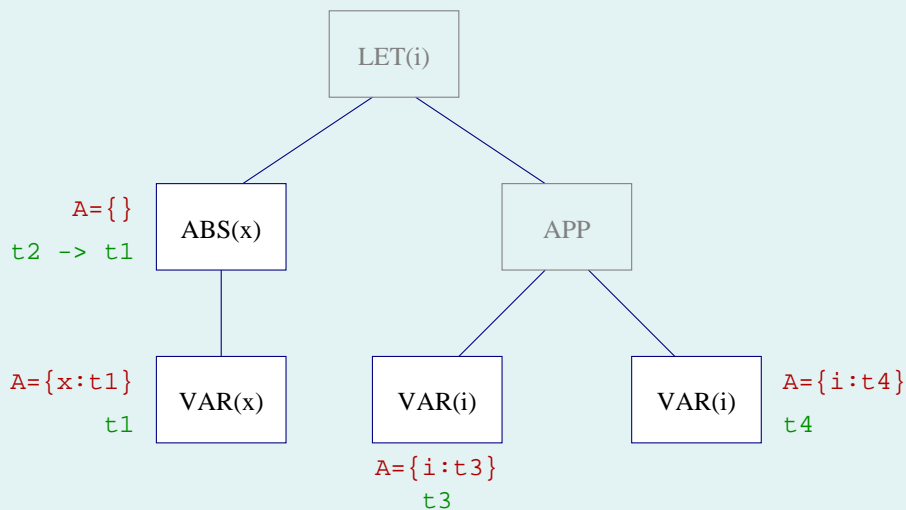 LET(i)
A={}
t2 -> t1
ABS(x)
APP
A={x:t1}
t1
VAR(x)
VAR(i)
VAR(i)
A={i:t4}
t4
A={i:t3}
t3